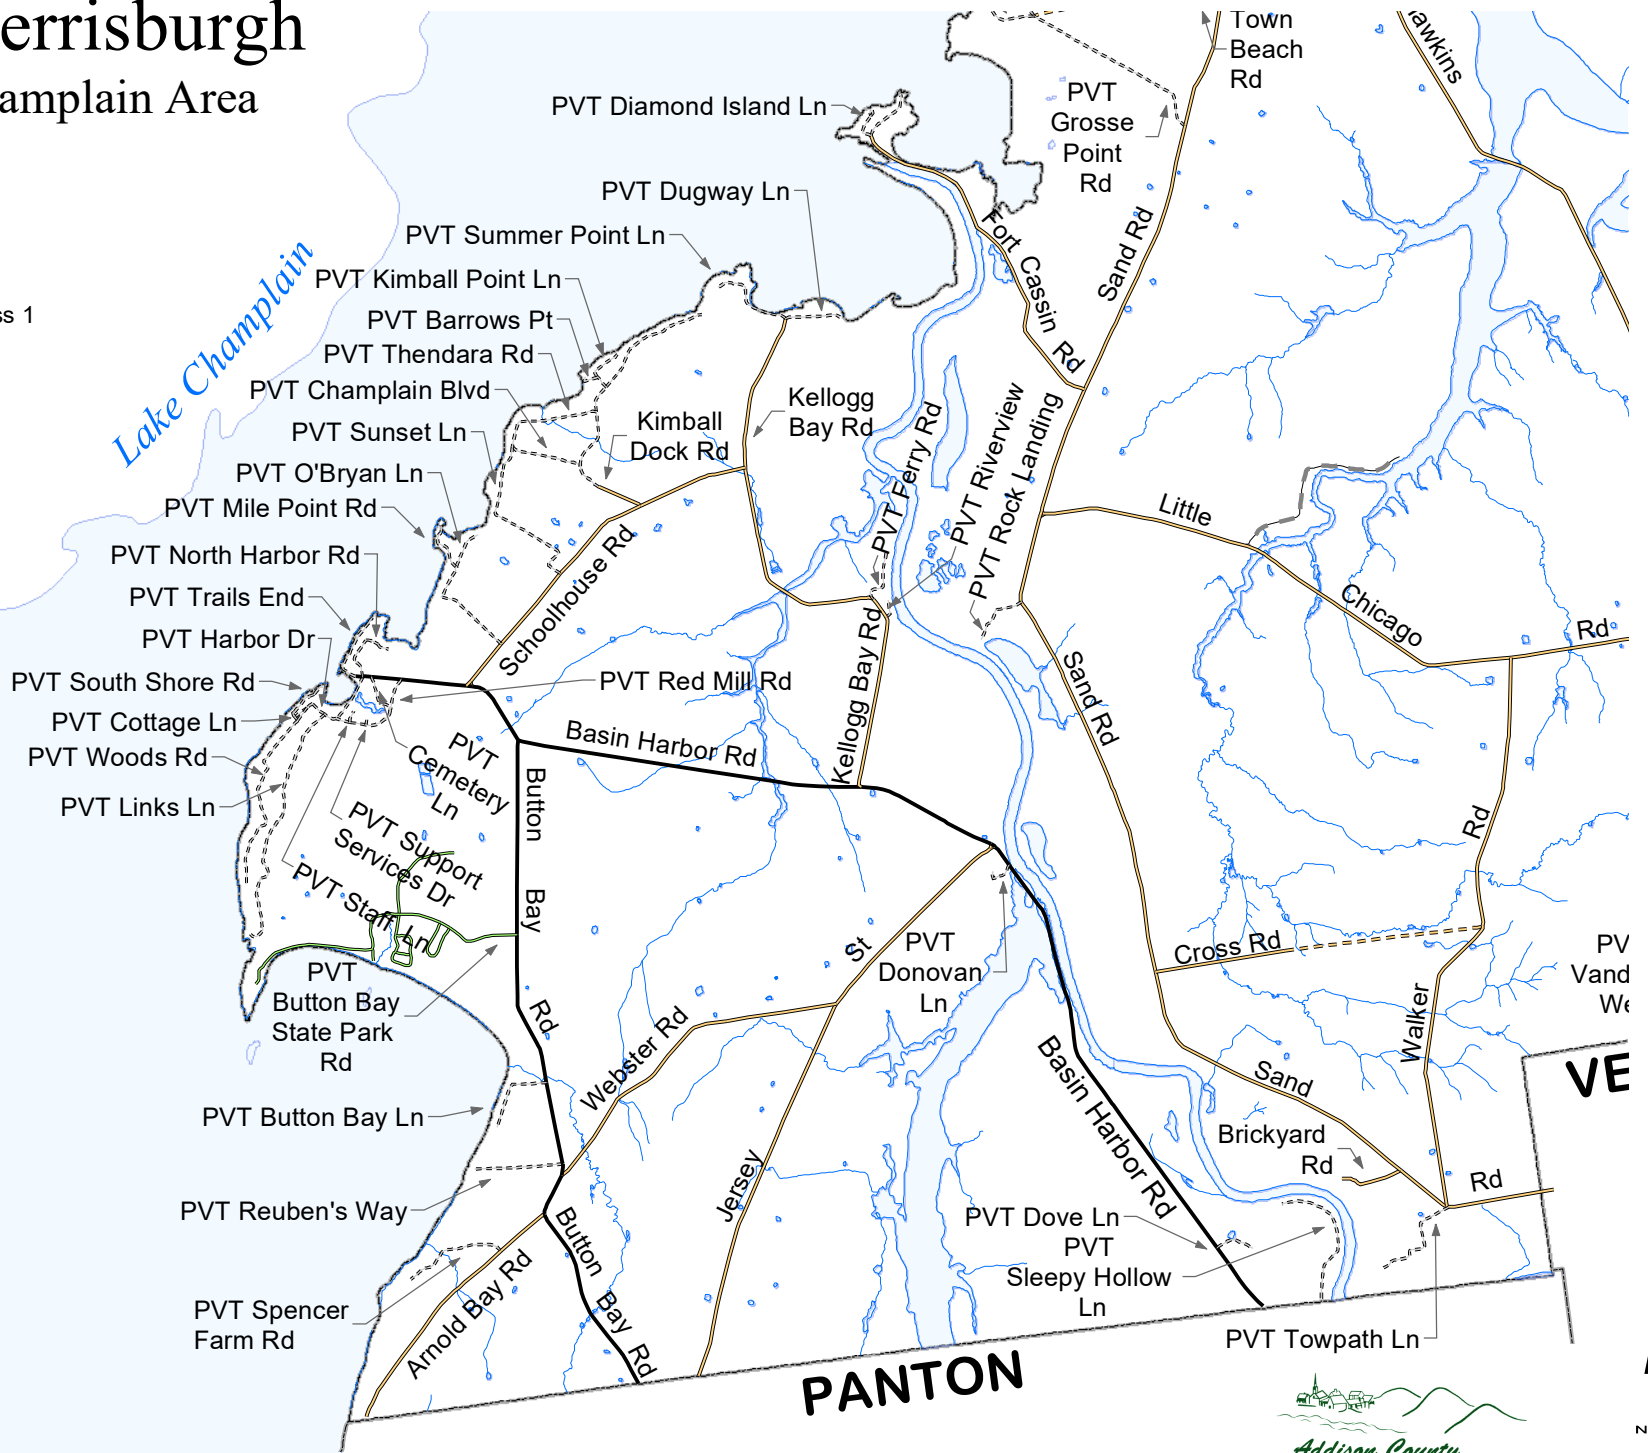 errisburgh
amplain Area
ss 1
Lake Champlain
Town
Beach
Rd
awkins
PVT
Grosse
Point
Rd
PVT Diamond Island Ln
PVT Dugway Ln
PVT Summer Point Ln
PVT Kimball Point Ln
PVT Barrows Pt
PVT Thendara Rd
PVT Champlain Blvd
PVT Sunset Ln
PVT O'Bryan Ln
PVT Mile Point Rd
PVT North Harbor Rd
PVT Trails End
PVT Harbor Dr
PVT South Shore Rd
PVT Cottage Ln
PVT Woods Rd
PVT Links Ln
Fort Cassin Rd
Sand Rd
Kellogg
Bay Rd
Kimball
Dock Rd
PVT Ferry Rd
PVT Riverview
PVT Rock Landing
Schoolhouse Rd
Little Chicago Rd
PVT Red Mill Rd
Kellogg Bay Rd
Sand Rd
Basin Harbor Rd
PVT
Cemetery
Ln
PVT Support
Services Dr
PVT Staff Ln
Button Bay Rd
PVT
Button Bay
State Park
Rd
St
PVT
Donovan
Ln
Cross Rd
Rd
Walker
PV
Vand
We
Webster Rd
Basin Harbor Rd
Sand
VE
PVT Button Bay Ln
Brickyard
Rd
Rd
Jersey
PVT Reuben's Way
PVT Dove Ln
PVT
Sleepy Hollow
Ln
Button Bay Rd
Arnold Bay Rd
PVT Spencer
Farm Rd
PVT Towpath Ln
PANTON
Addison County